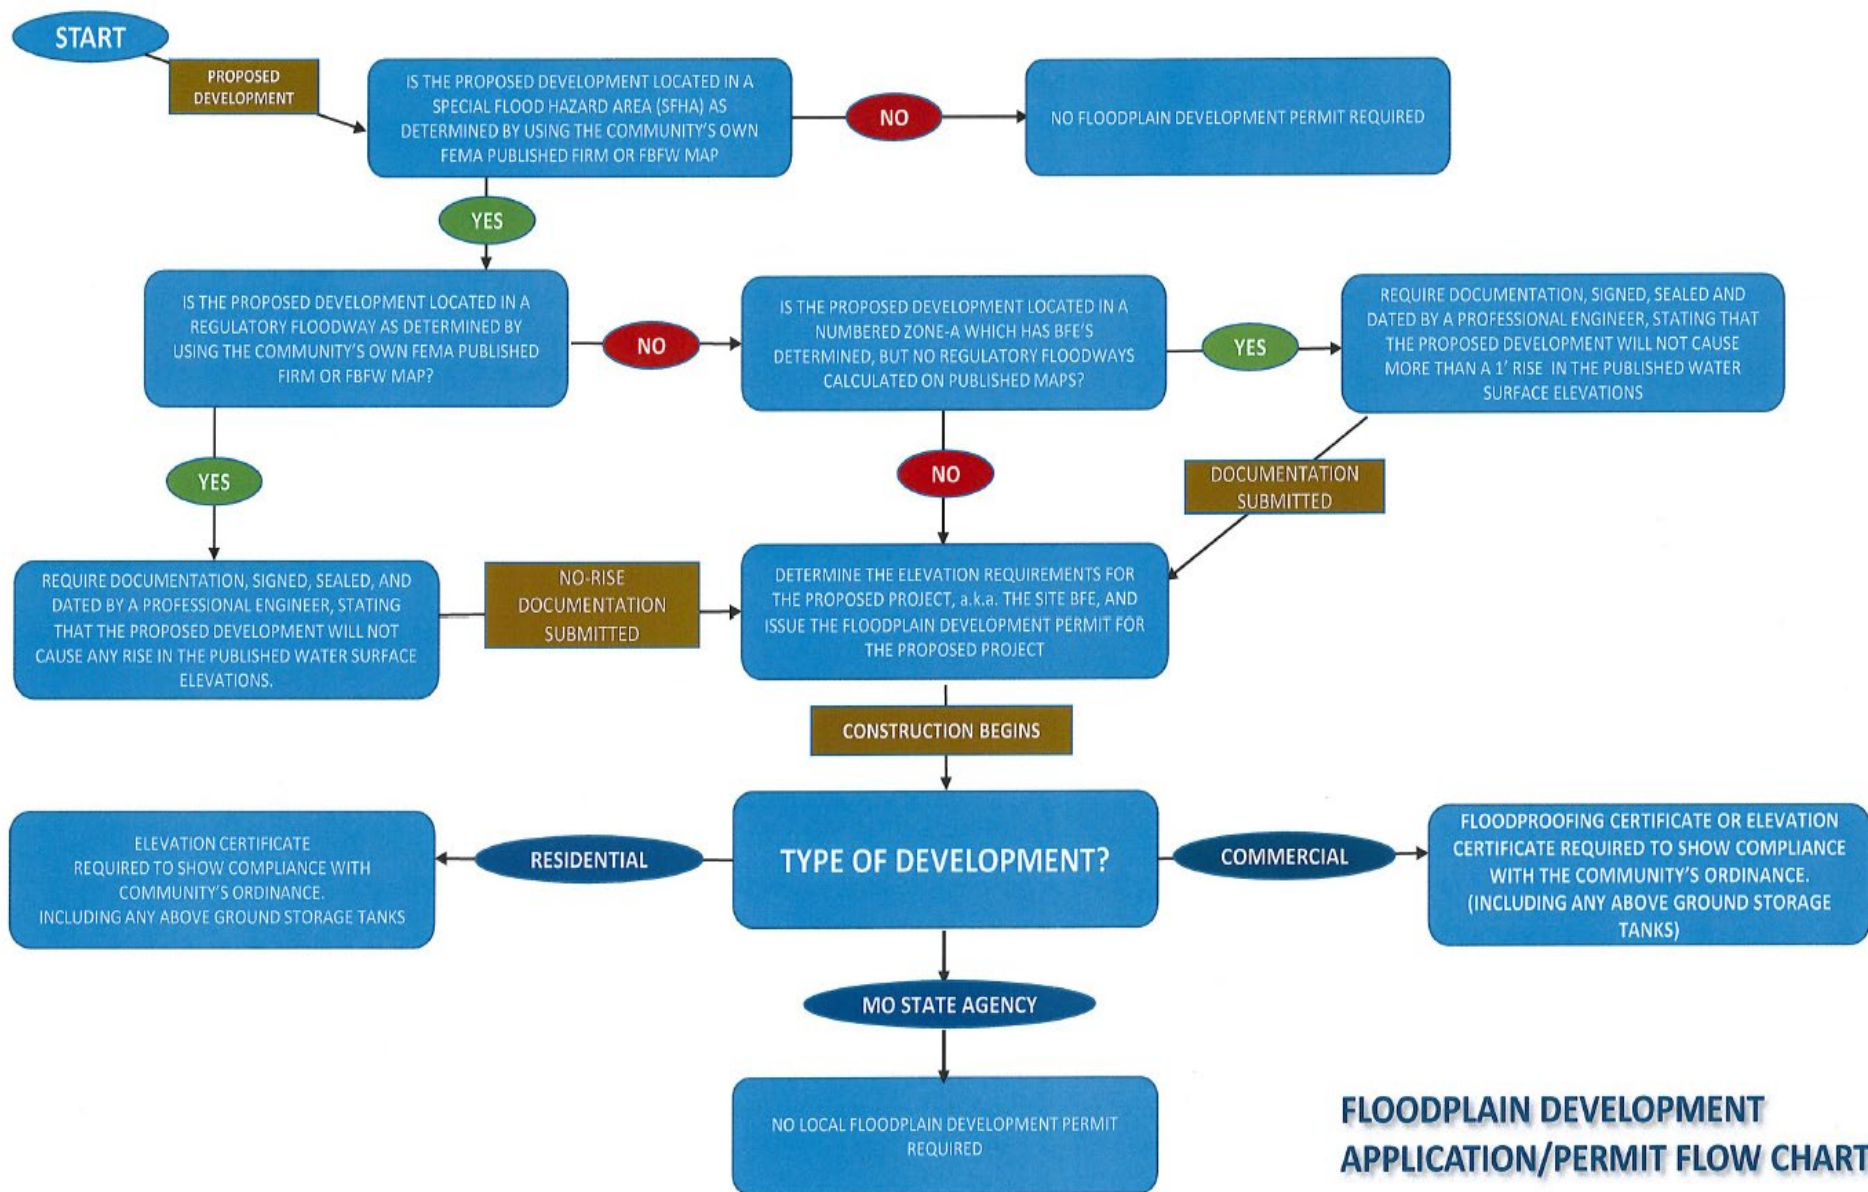 START
PROPOSED
DEVELOPMENT
IS THE PROPOSED DEVELOPMENT LOCATED IN A
SPECIAL FLOOD HAZARD AREA (SFHA) AS
DETERMINED BY USING THE COMMUNITY'S OWN
FEMA PUBLISHED FIRM OR FBFW MAP
NO
NO FLOODPLAIN DEVELOPMENT PERMIT REQUIRED
YES
IS THE PROPOSED DEVELOPMENT LOCATED IN A
REGULATORY FLOODWAY AS DETERMINED BY
USING THE COMMUNITY'S OWN FEMA PUBLISHED
FIRM OR FBFW MAP?
NO
IS THE PROPOSED DEVELOPMENT LOCATED IN A
NUMBERED ZONE-A WHICH HAS BFE'S
DETERMINED, BUT NO REGULATORY FLOODWAYS
CALCULATED ON PUBLISHED MAPS?
YES
REQUIRE DOCUMENTATION, SIGNED, SEALED AND
DATED BY A PROFESSIONAL ENGINEER, STATING THAT
THE PROPOSED DEVELOPMENT WILL NOT CAUSE
MORE THAN A 1' RISE IN THE PUBLISHED WATER
SURFACE ELEVATIONS
YES
NO
DOCUMENTATION
SUBMITTED
REQUIRE DOCUMENTATION, SIGNED, SEALED, AND
DATED BY A PROFESSIONAL ENGINEER, STATING
THAT THE PROPOSED DEVELOPMENT WILL NOT
CAUSE ANY RISE IN THE PUBLISHED WATER SURFACE
ELEVATIONS.
NO-RISE
DOCUMENTATION
SUBMITTED
DETERMINE THE ELEVATION REQUIREMENTS FOR
THE PROPOSED PROJECT, a.k.a. THE SITE BFE, AND
ISSUE THE FLOODPLAIN DEVELOPMENT PERMIT FOR
THE PROPOSED PROJECT
CONSTRUCTION BEGINS
ELEVATION CERTIFICATE
REQUIRED TO SHOW COMPLIANCE WITH
COMMUNITY'S ORDINANCE.
INCLUDING ANY ABOVE GROUND STORAGE TANKS
RESIDENTIAL
TYPE OF DEVELOPMENT?
COMMERCIAL
FLOODPROOFING CERTIFICATE OR ELEVATION
CERTIFICATE REQUIRED TO SHOW COMPLIANCE
WITH THE COMMUNITY'S ORDINANCE.
(INCLUDING ANY ABOVE GROUND STORAGE
TANKS)
MO STATE AGENCY
NO LOCAL FLOODPLAIN DEVELOPMENT PERMIT
REQUIRED
FLOODPLAIN DEVELOPMENT
APPLICATION/PERMIT FLOW CHART